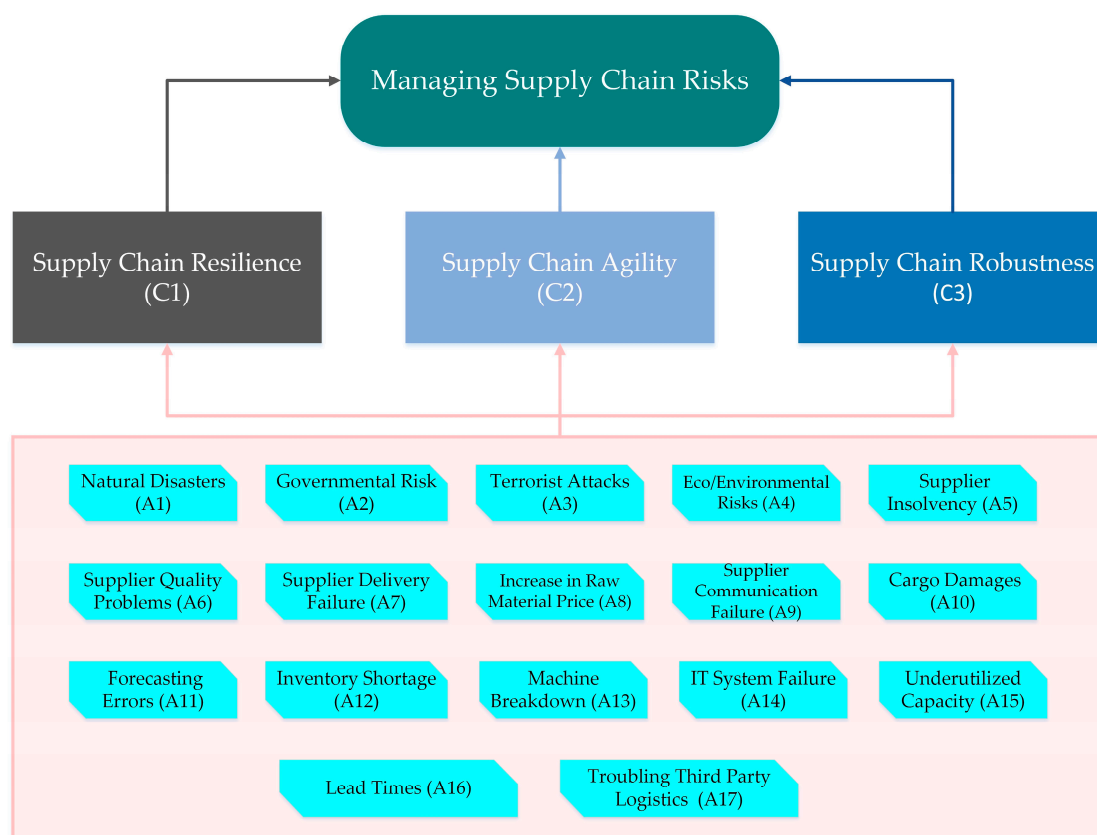 Managing Supply Chain Risks
Supply Chain Resilience
(C1)
Supply Chain Agility
(C2)
Supply Chain Robustness
(C3)
Natural Disasters
(A1)
Governmental Risk
(A2)
Terrorist Attacks
(A3)
Eco/Environmental
Risks (A4)
Supplier
Insolvency (A5)
Supplier Quality
Problems (A6)
Supplier Delivery
Failure (A7)
Increase in Raw
Material Price (A8)
Supplier
Communication
Failure (A9)
Cargo Damages
(A10)
Forecasting
Errors (A11)
Inventory Shortage
(A12)
Machine
Breakdown (A13)
IT System Failure
(A14)
Underutilized
Capacity (A15)
Lead Times (A16)
Troubling Third Party
Logistics (A17)